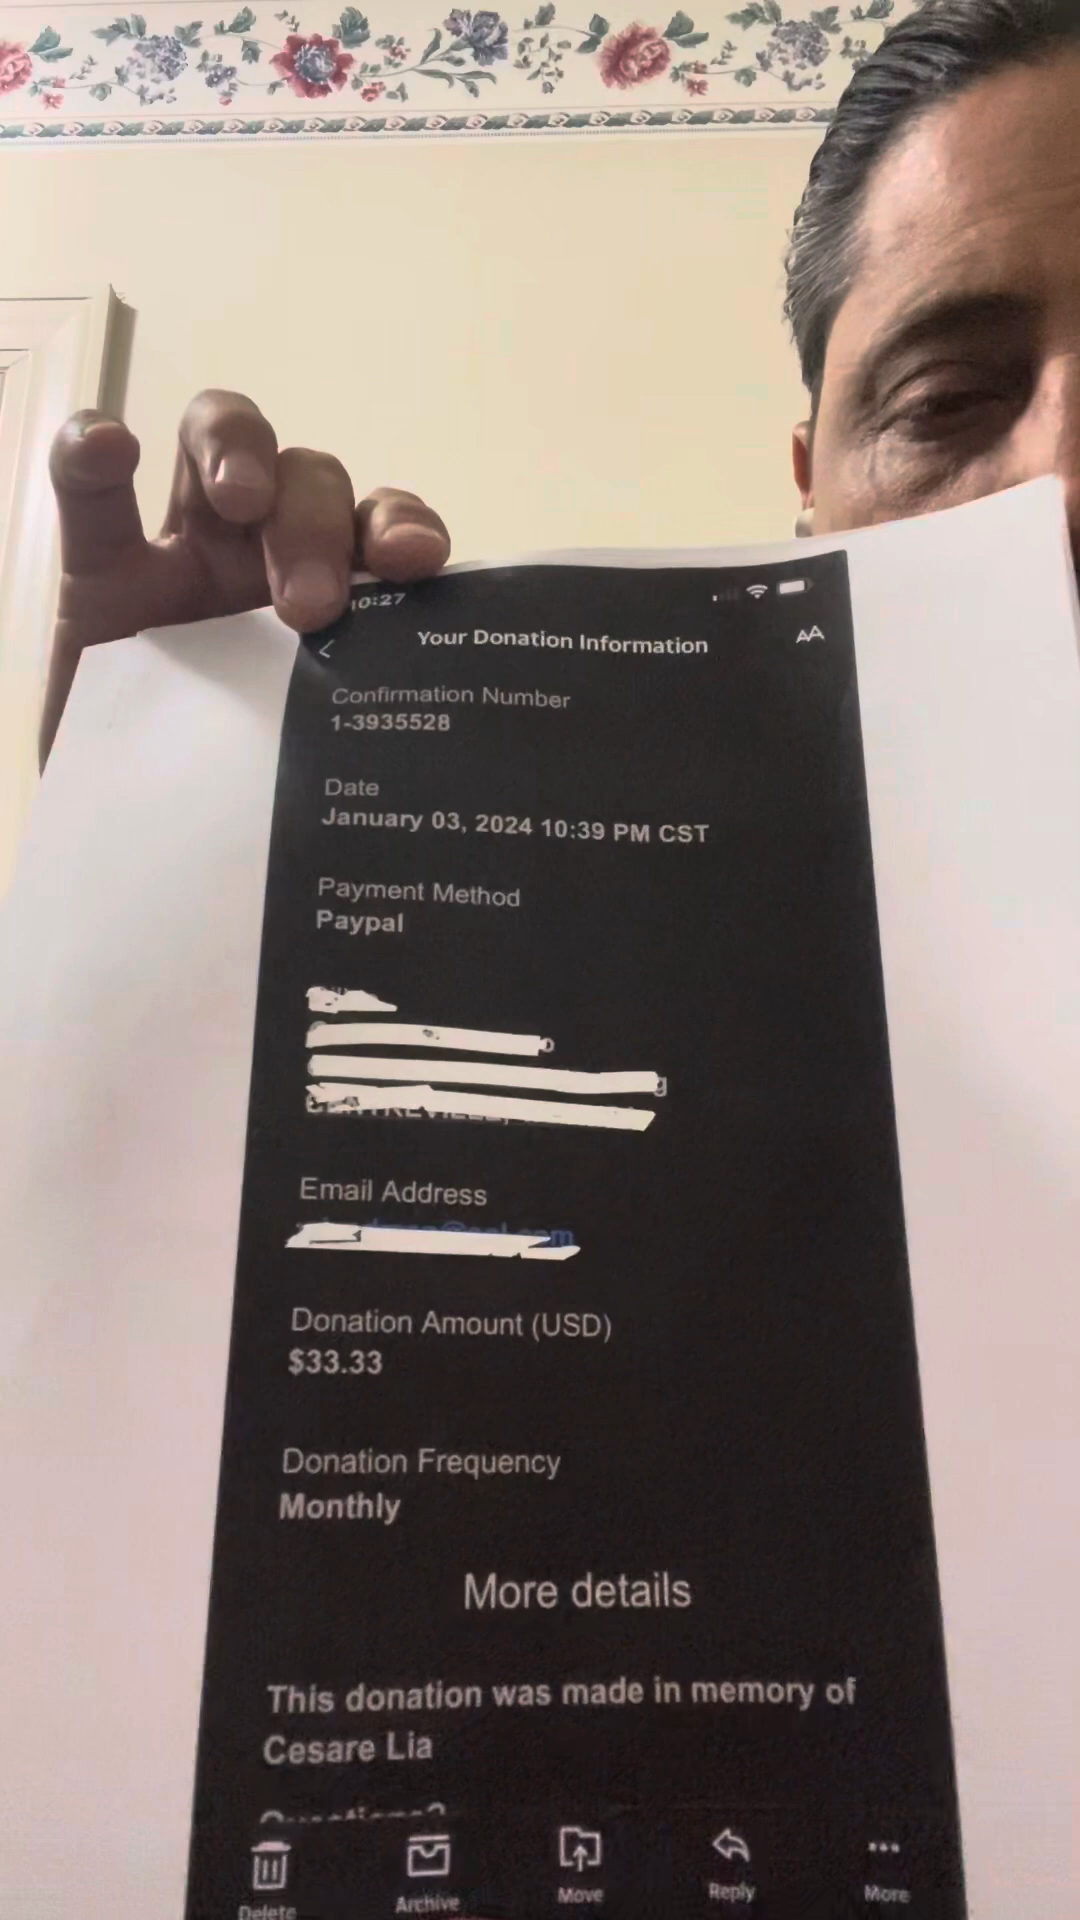 10:27
Your Donation Information
AA
Confirmation Number
1-3935528
Date
January 03, 2024 10:39 PM CST
Payment Method
Paypal
Email Address
Donation Amount (USD)
$33.33
Donation Frequency
Monthly
More details
This donation was made in memory of
Cesare Lia
Delete
Archive
Move
Reply
More